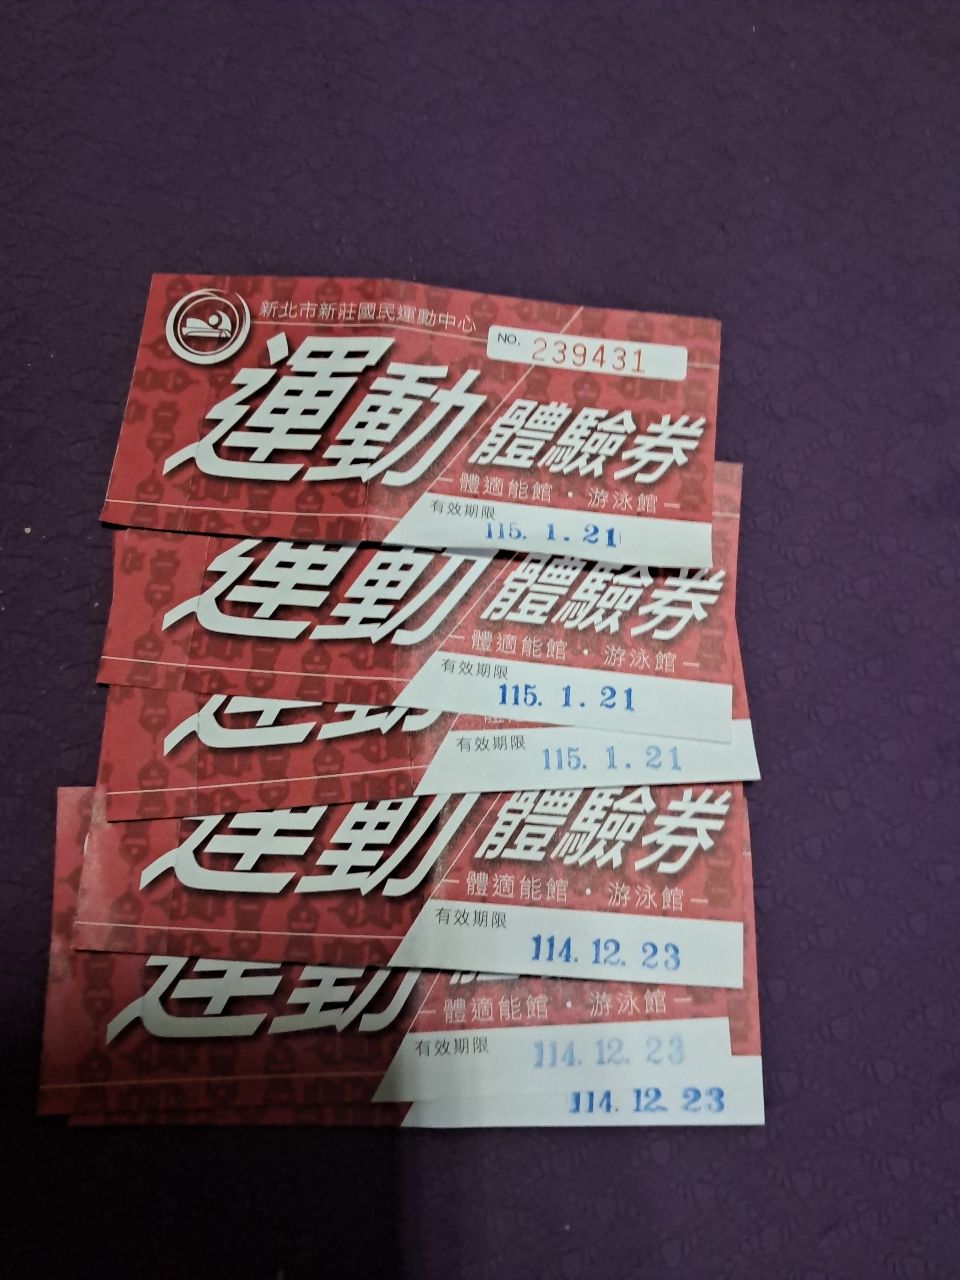 新北市新莊國民運動中心
NO. 239431
運動 體驗券
體適能館・游泳館
有效期限
115. 1. 21
運動 體驗券
體適能館・游泳館
有效期限
115. 1. 21
運動
有效期限
115. 1. 21
運動 體驗券
體適能館・游泳館
有效期限
114. 12. 23
運動
體適能館・游泳館
有效期限
114. 12. 23
114. 12. 23